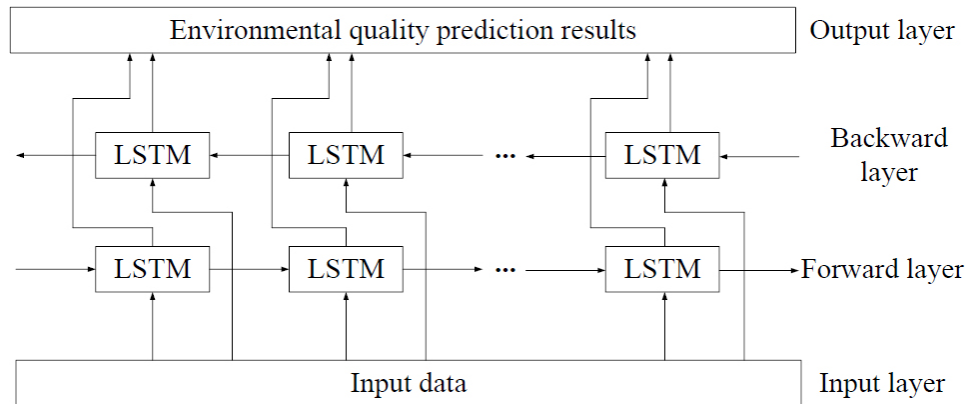 Environmental quality prediction results
Output layer
LSTM
LSTM
...
LSTM
Backward
layer
LSTM
LSTM
...
LSTM
Forward layer
Input data
Input layer